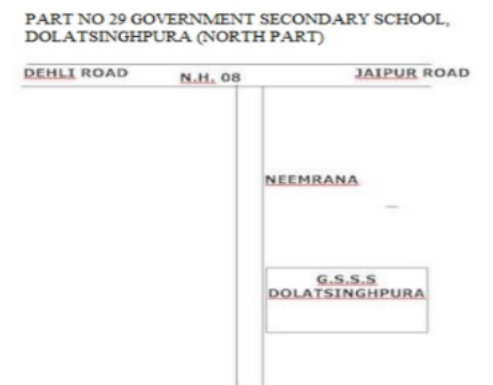 PART NO 29 GOVERNMENT SECONDARY SCHOOL,
DOLATSINGHPURA (NORTH PART)
DEHLI ROAD N.H. 08 JAIPUR ROAD
NEEMRANA
G.S.S.S
DOLATSINGHPURA